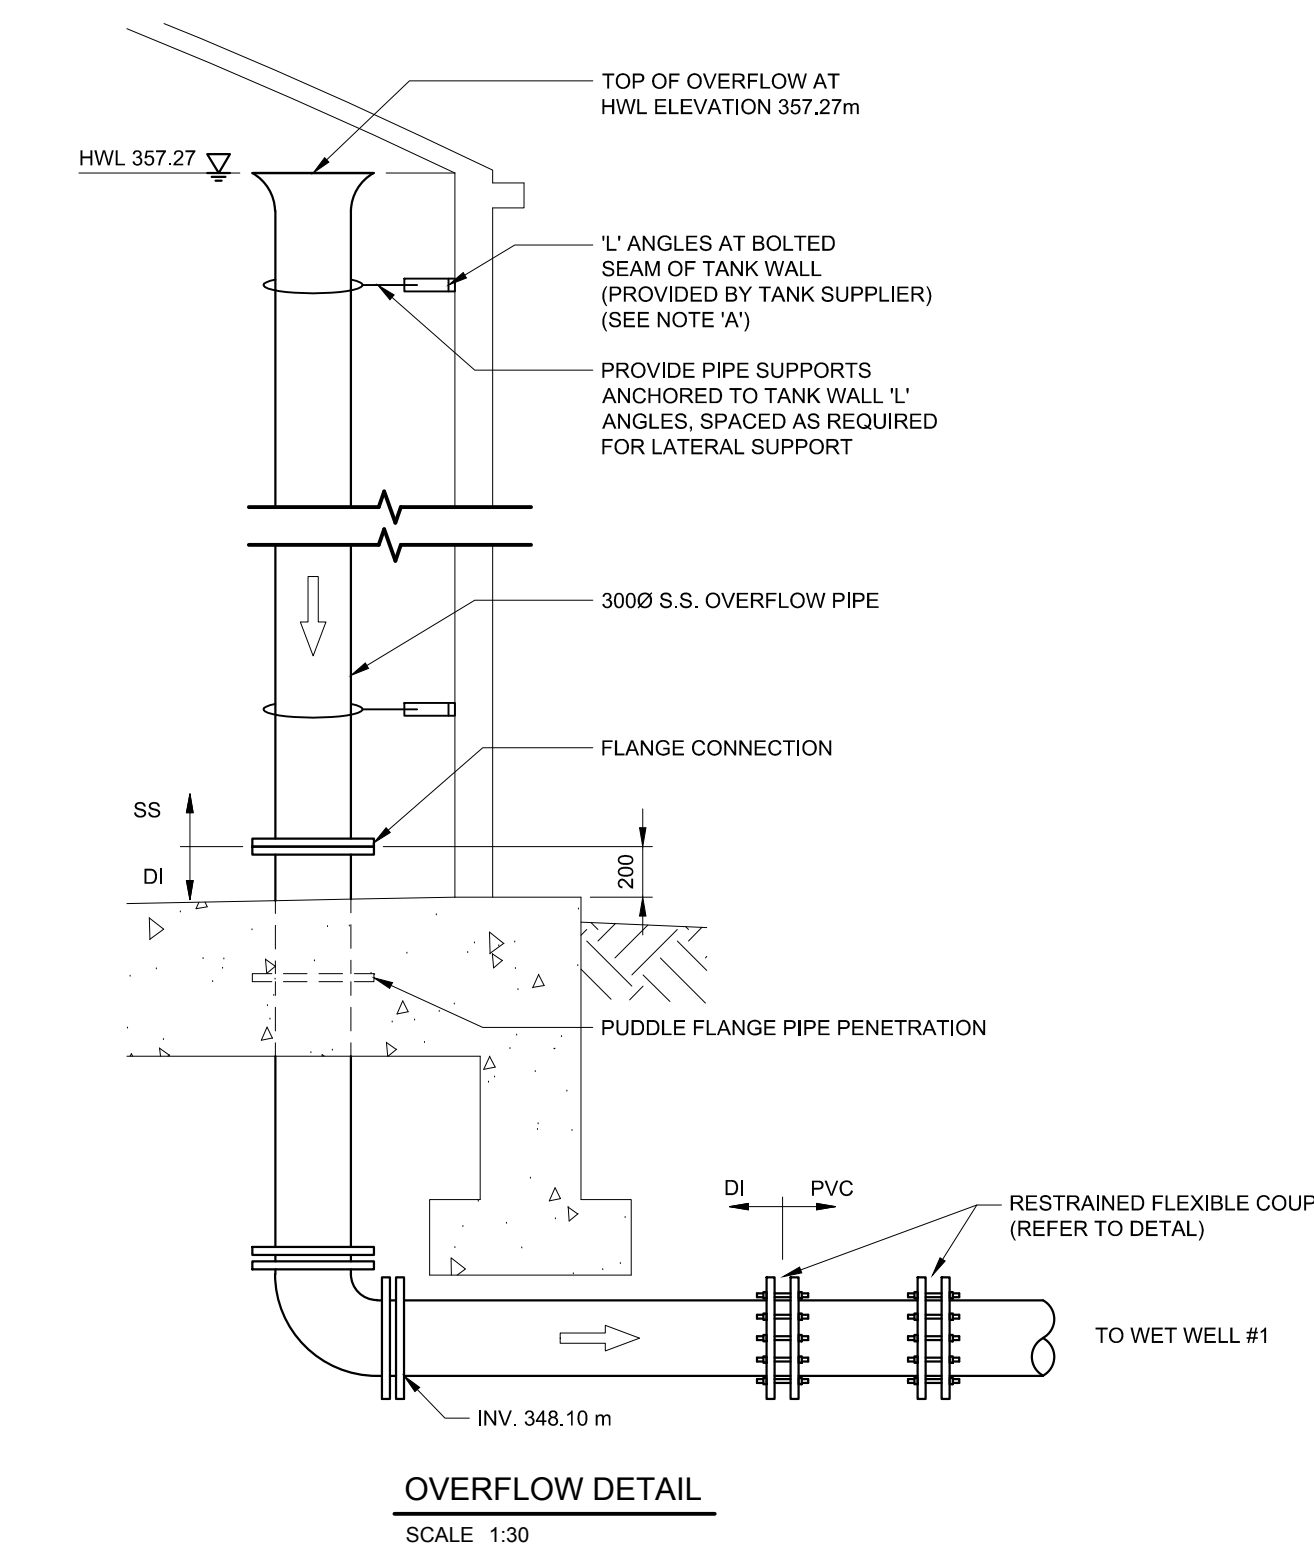 TOP OF OVERFLOW AT
HWL ELEVATION 357.27m
HWL 357.27
'L' ANGLES AT BOLTED
SEAM OF TANK WALL
(PROVIDED BY TANK SUPPLIER)
(SEE NOTE 'A')
PROVIDE PIPE SUPPORTS
ANCHORED TO TANK WALL 'L'
ANGLES, SPACED AS REQUIRED
FOR LATERAL SUPPORT
300Ø S.S. OVERFLOW PIPE
FLANGE CONNECTION
SS
DI
200
PUDDLE FLANGE PIPE PENETRATION
DI PVC
RESTRAINED FLEXIBLE COUP
(REFER TO DETAL)
TO WET WELL #1
INV. 348.10 m
OVERFLOW DETAIL
SCALE 1:30